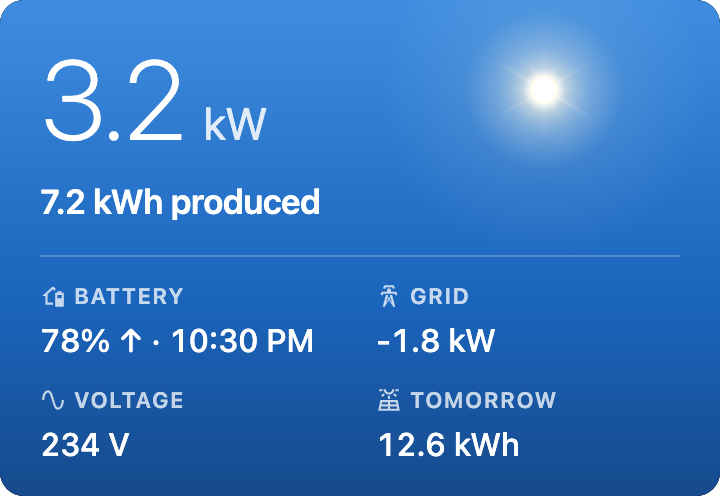 3.2 kW
7.2 kWh produced
BATTERY
78% ↑ · 10:30 PM
GRID
-1.8 kW
VOLTAGE
234 V
TOMORROW
12.6 kWh